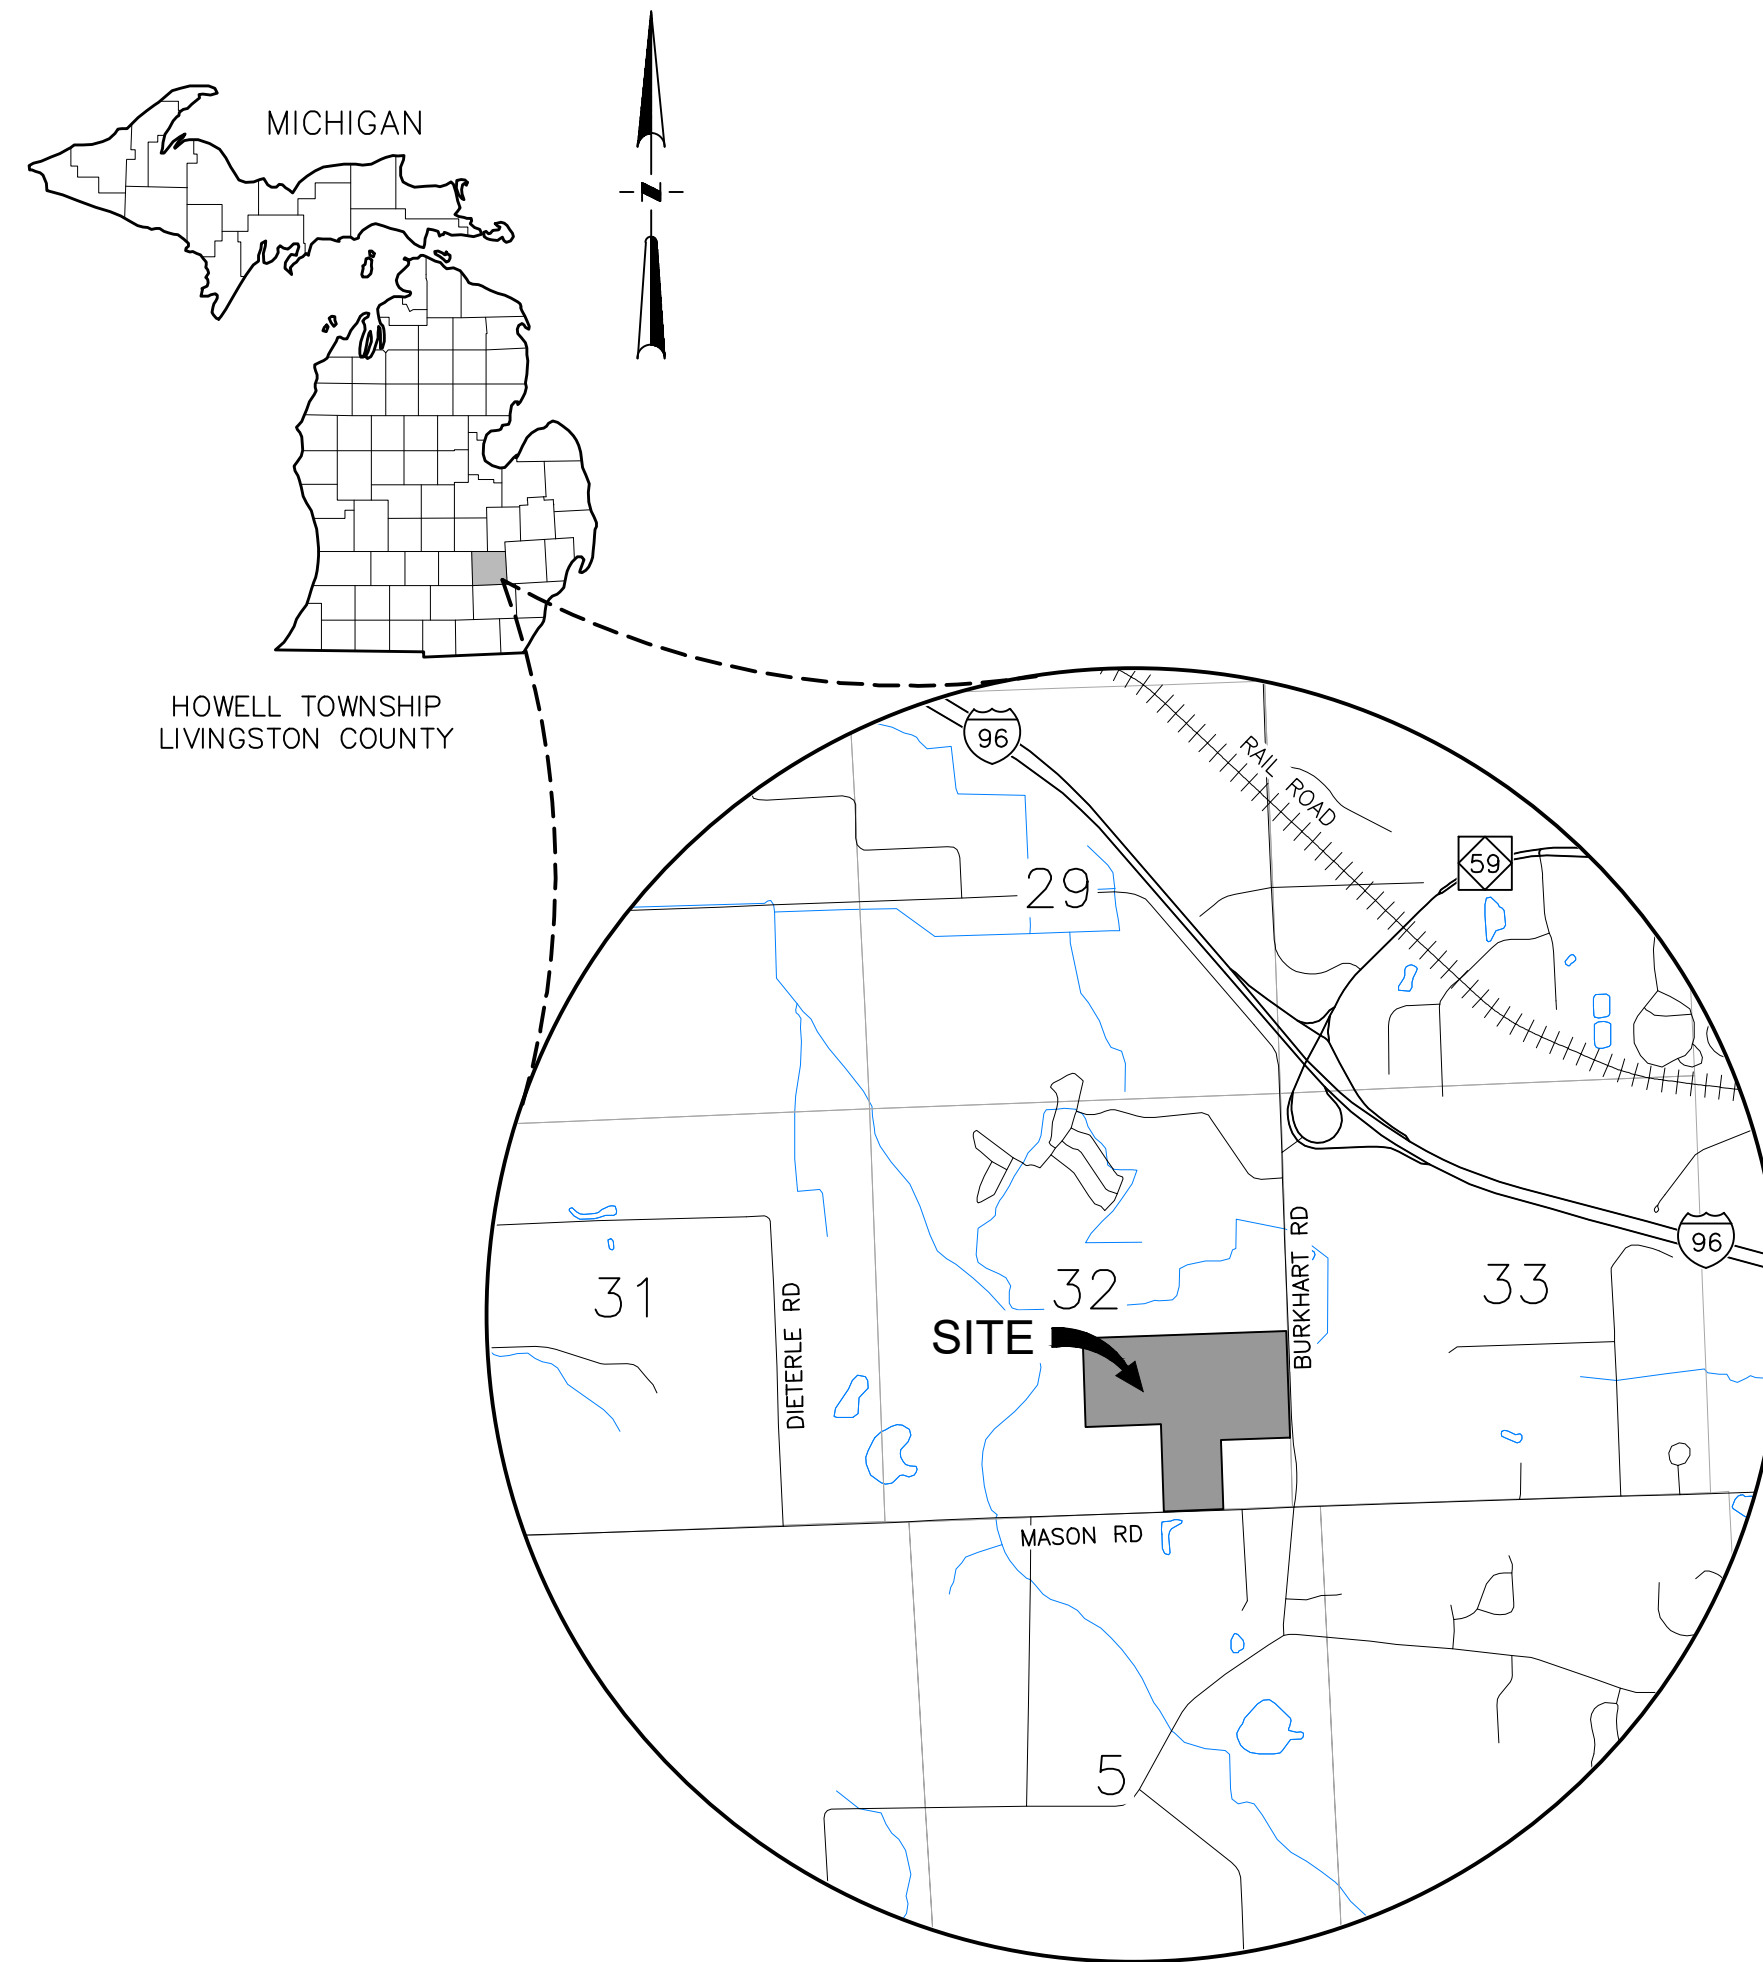 MICHIGAN
N
HOWELL TOWNSHIP
LIVINGSTON COUNTY
96
RAIL ROAD
59
29
BURKHART RD
96
31
DIETERLE RD
32
33
SITE
MASON RD
5